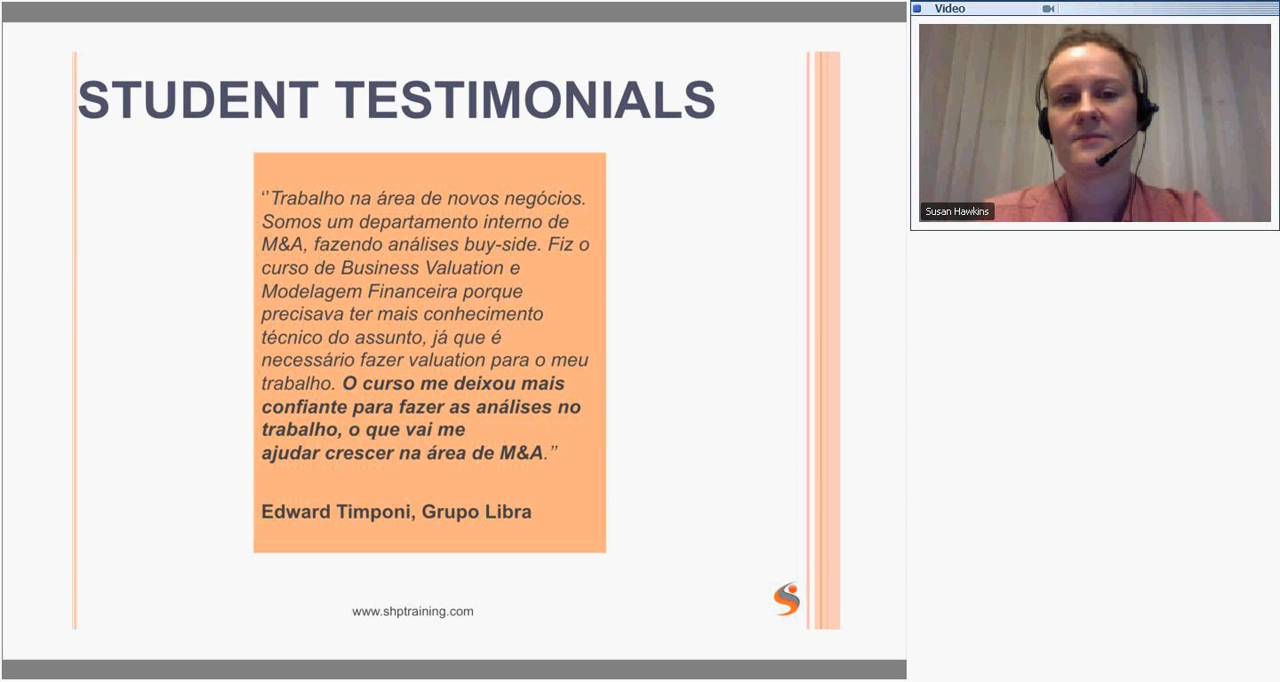 Video
STUDENT TESTIMONIALS
‘’Trabalho na área de novos negócios.
Somos um departamento interno de
M&A, fazendo análises buy-side. Fiz o
curso de Business Valuation e
Modelagem Financeira porque
precisava ter mais conhecimento
técnico do assunto, já que é
necessário fazer valuation para o meu
trabalho. O curso me deixou mais
confiante para fazer as análises no
trabalho, o que vai me
ajudar crescer na área de M&A.’’
Edward Timponi, Grupo Libra
www.shptraining.com
Susan Hawkins